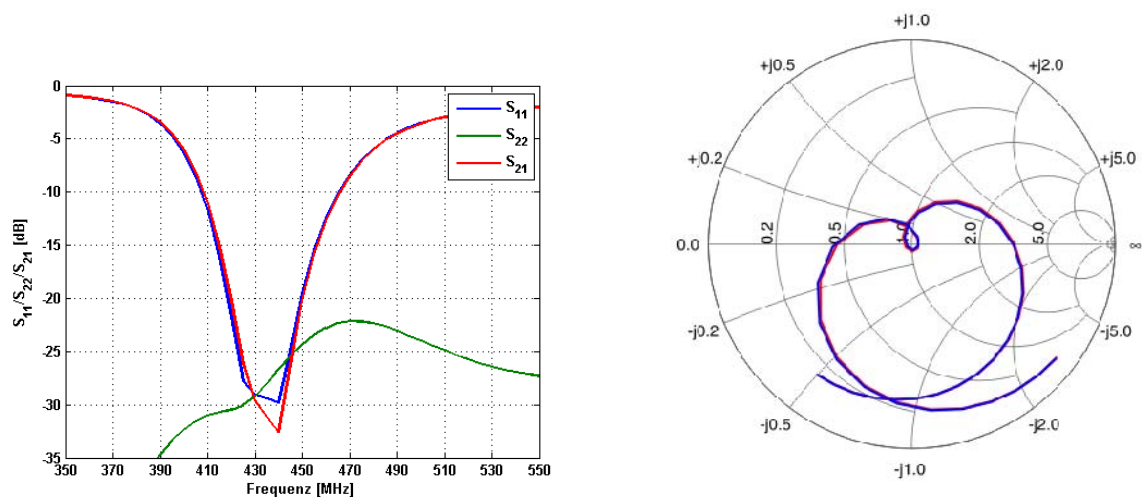 0
-5
-10
-15
-20
-25
-30
-35
S11/S22/S21 [dB]
350 370 390 410 430 450 470 490 510 530 550
Frequenz [MHz]
S11
S22
S21
+j1.0
+j0.5
+j2.0
+0.2
+j5.0
0.0
0.2
0.5
1.0
2.0
5.0
∞
-j0.2
-j5.0
-j0.5
-j2.0
-j1.0